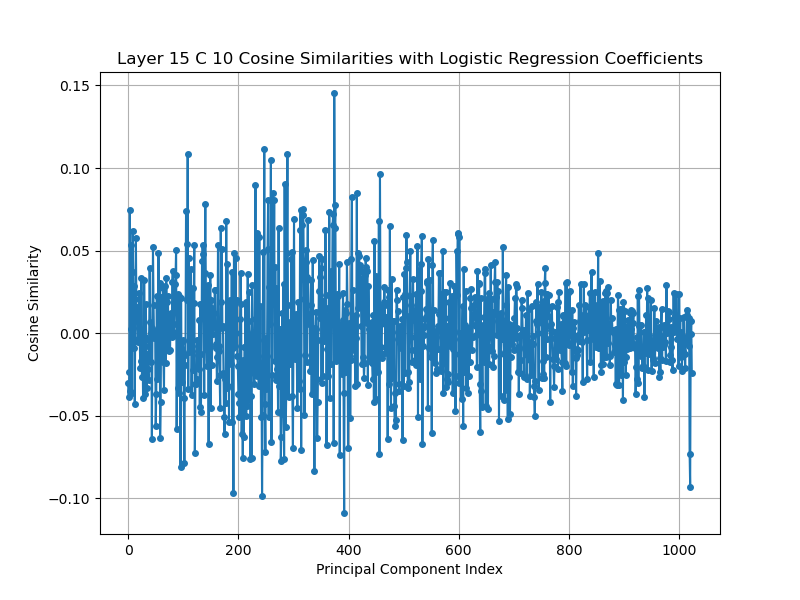 Layer 15 C 10 Cosine Similarities with Logistic Regression Coefficients
0.15
0.10
0.05
0.00
−0.05
−0.10
Cosine Similarity
0 200 400 600 800 1000
Principal Component Index